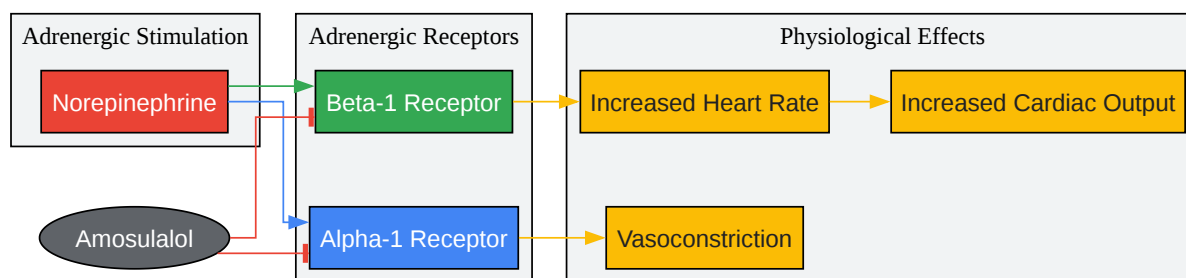 Adrenergic Stimulation
Adrenergic Receptors
Physiological Effects
Norepinephrine
Beta-1 Receptor
Increased Heart Rate
Increased Cardiac Output
Amosulalol
Alpha-1 Receptor
Vasoconstriction